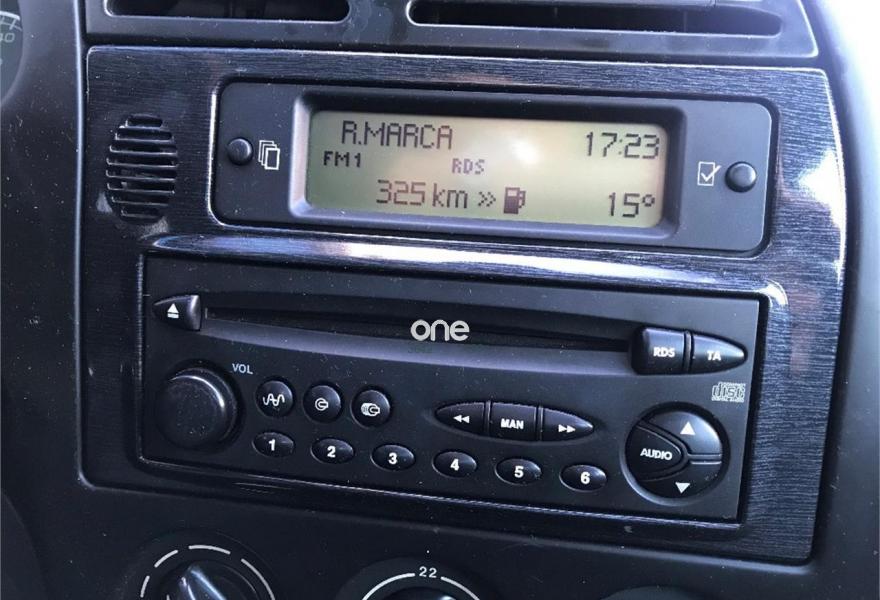 R.MARCA 17:23
FM1 RDS
325 km » 15°
one
RDS TA
VOL
disc
MAN
1 2 3 4 5 6
AUDIO
22